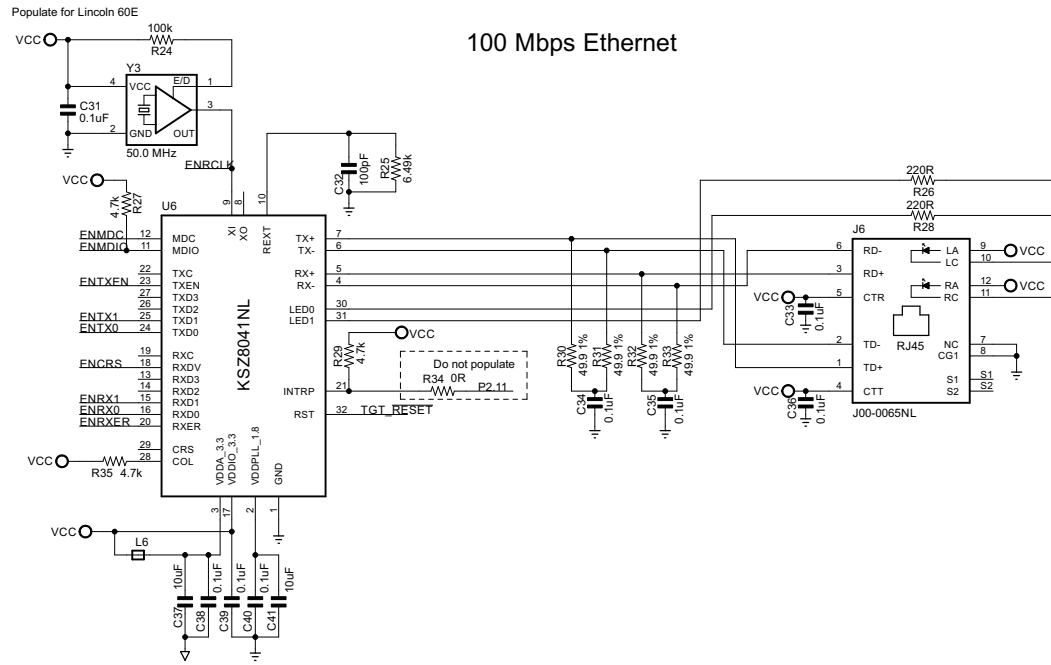 Populate for Lincoln 60E
100 Mbps Ethernet
VCC
100k
R24
Y3
E/D
1
4
VCC
3
C31
0.1uF
2
GND
OUT
50.0 MHz
ENRCLK
VCC
4.7k
R27
U6
9
8
10
XI
XO
REXT
C32
100pF
R25
6.49k
ENMDC
12
MDC
ENMDIO
11
MDIO
22
TXC
ENTXEN
23
TXEN
27
TXD3
26
TXD2
ENTX1
25
TXD1
ENTX0
24
TXD0
19
RXC
ENCRS
18
RXDV
13
RXD3
14
RXD2
ENRX1
15
RXD1
ENRX0
16
RXD0
ENRXER
20
RXER
29
CRS
VCC
R35 4.7k
28
COL
KSZ8041NL
TX+
7
TX-
6
RX+
5
RX-
4
LED0
30
LED1
31
INTRP
21
RST
32
TGT_RESET
VCC
R29
4.7k
Do not populate
R34 0R
P2.11
VDDA_3.3
VDDIO_3.3
VDDPLL_1.8
GND
3
17
2
1
VCC
L6
C37
10uF
C38
0.1uF
C39
0.1uF
C40
0.1uF
C41
10uF
R30
49.9 1%
R31
49.9 1%
R32
49.9 1%
R33
49.9 1%
C34
0.1uF
C35
0.1uF
220R
R26
220R
R28
J6
6
RD-
3
RD+
VCC
5
CTR
C33
0.1uF
2
TD-
1
TD+
VCC
4
CTT
C36
0.1uF
LA
9
VCC
LC
10
RA
12
VCC
RC
11
RJ45
NC
7
CG1
8
S1
S1
S2
S2
J00-0065NL